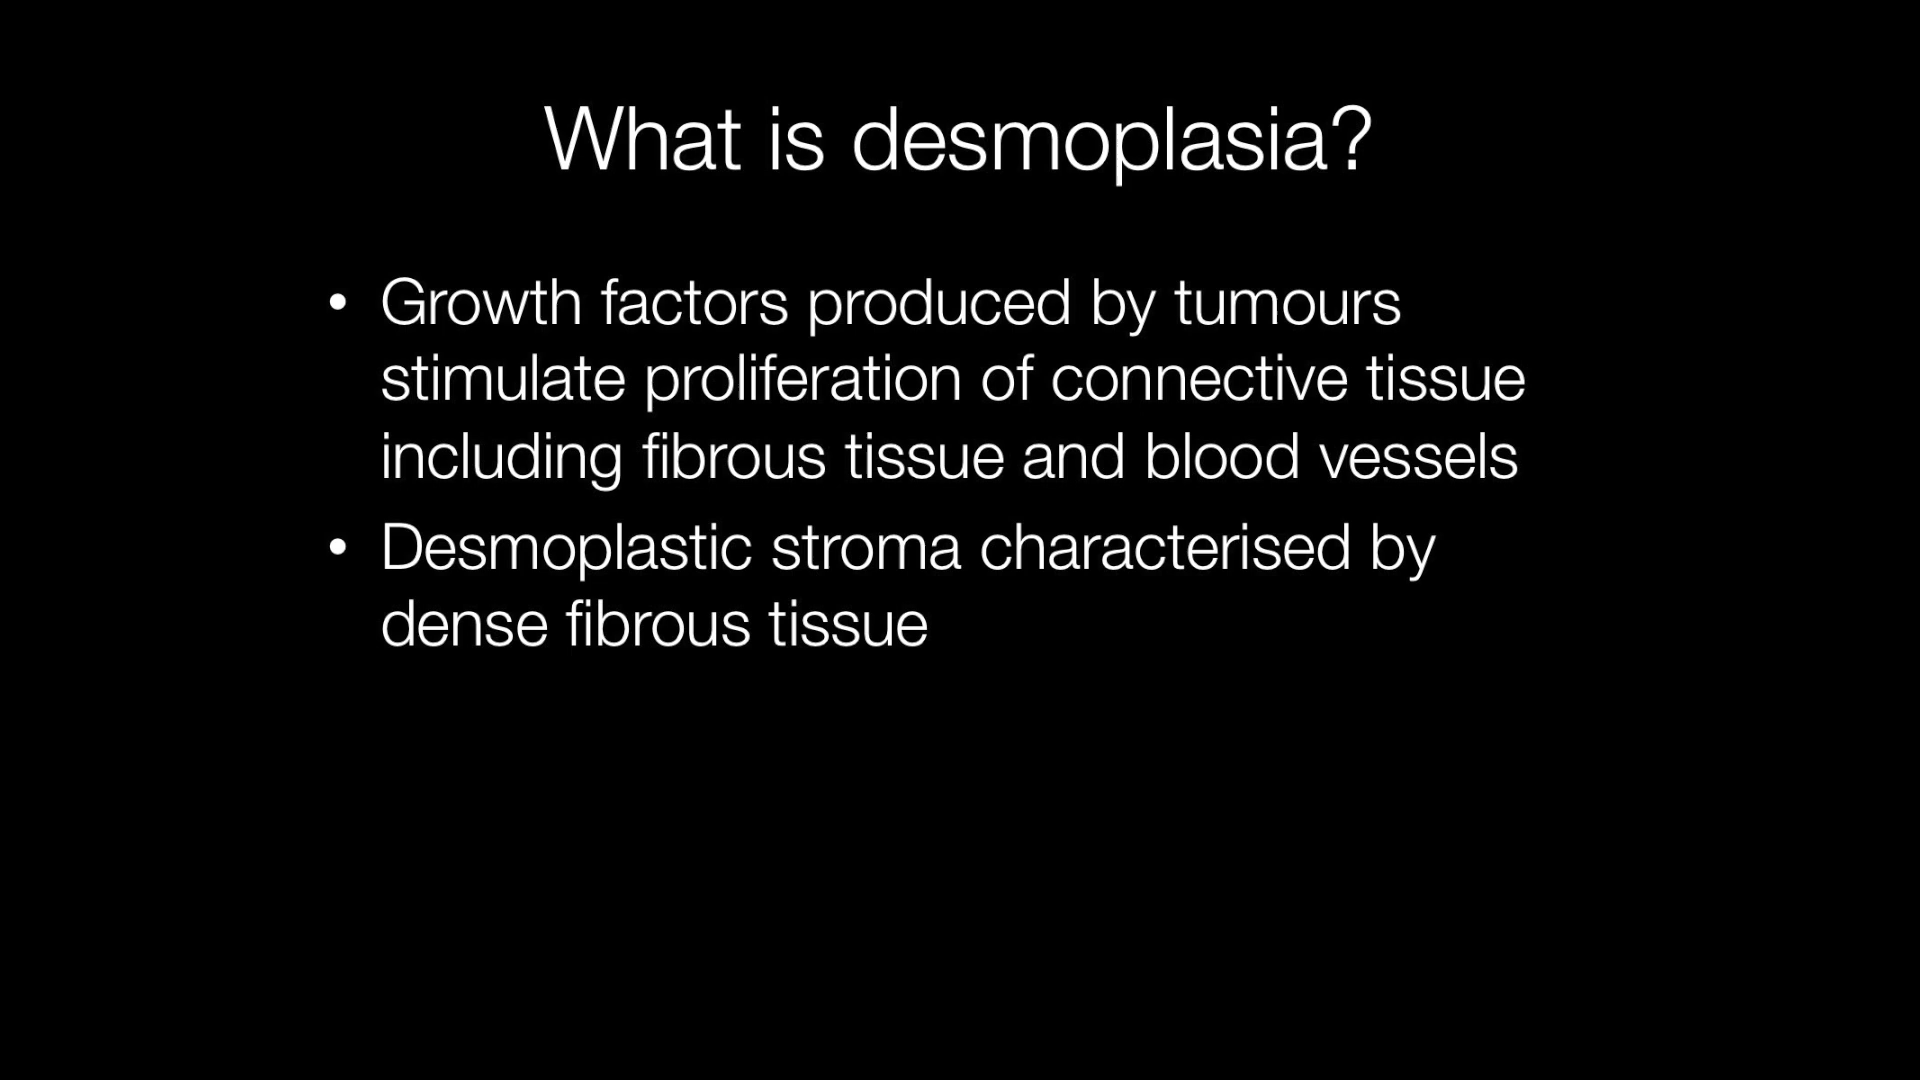 What is desmoplasia?
• Growth factors produced by tumours
stimulate proliferation of connective tissue
including fibrous tissue and blood vessels
• Desmoplastic stroma characterised by
dense fibrous tissue